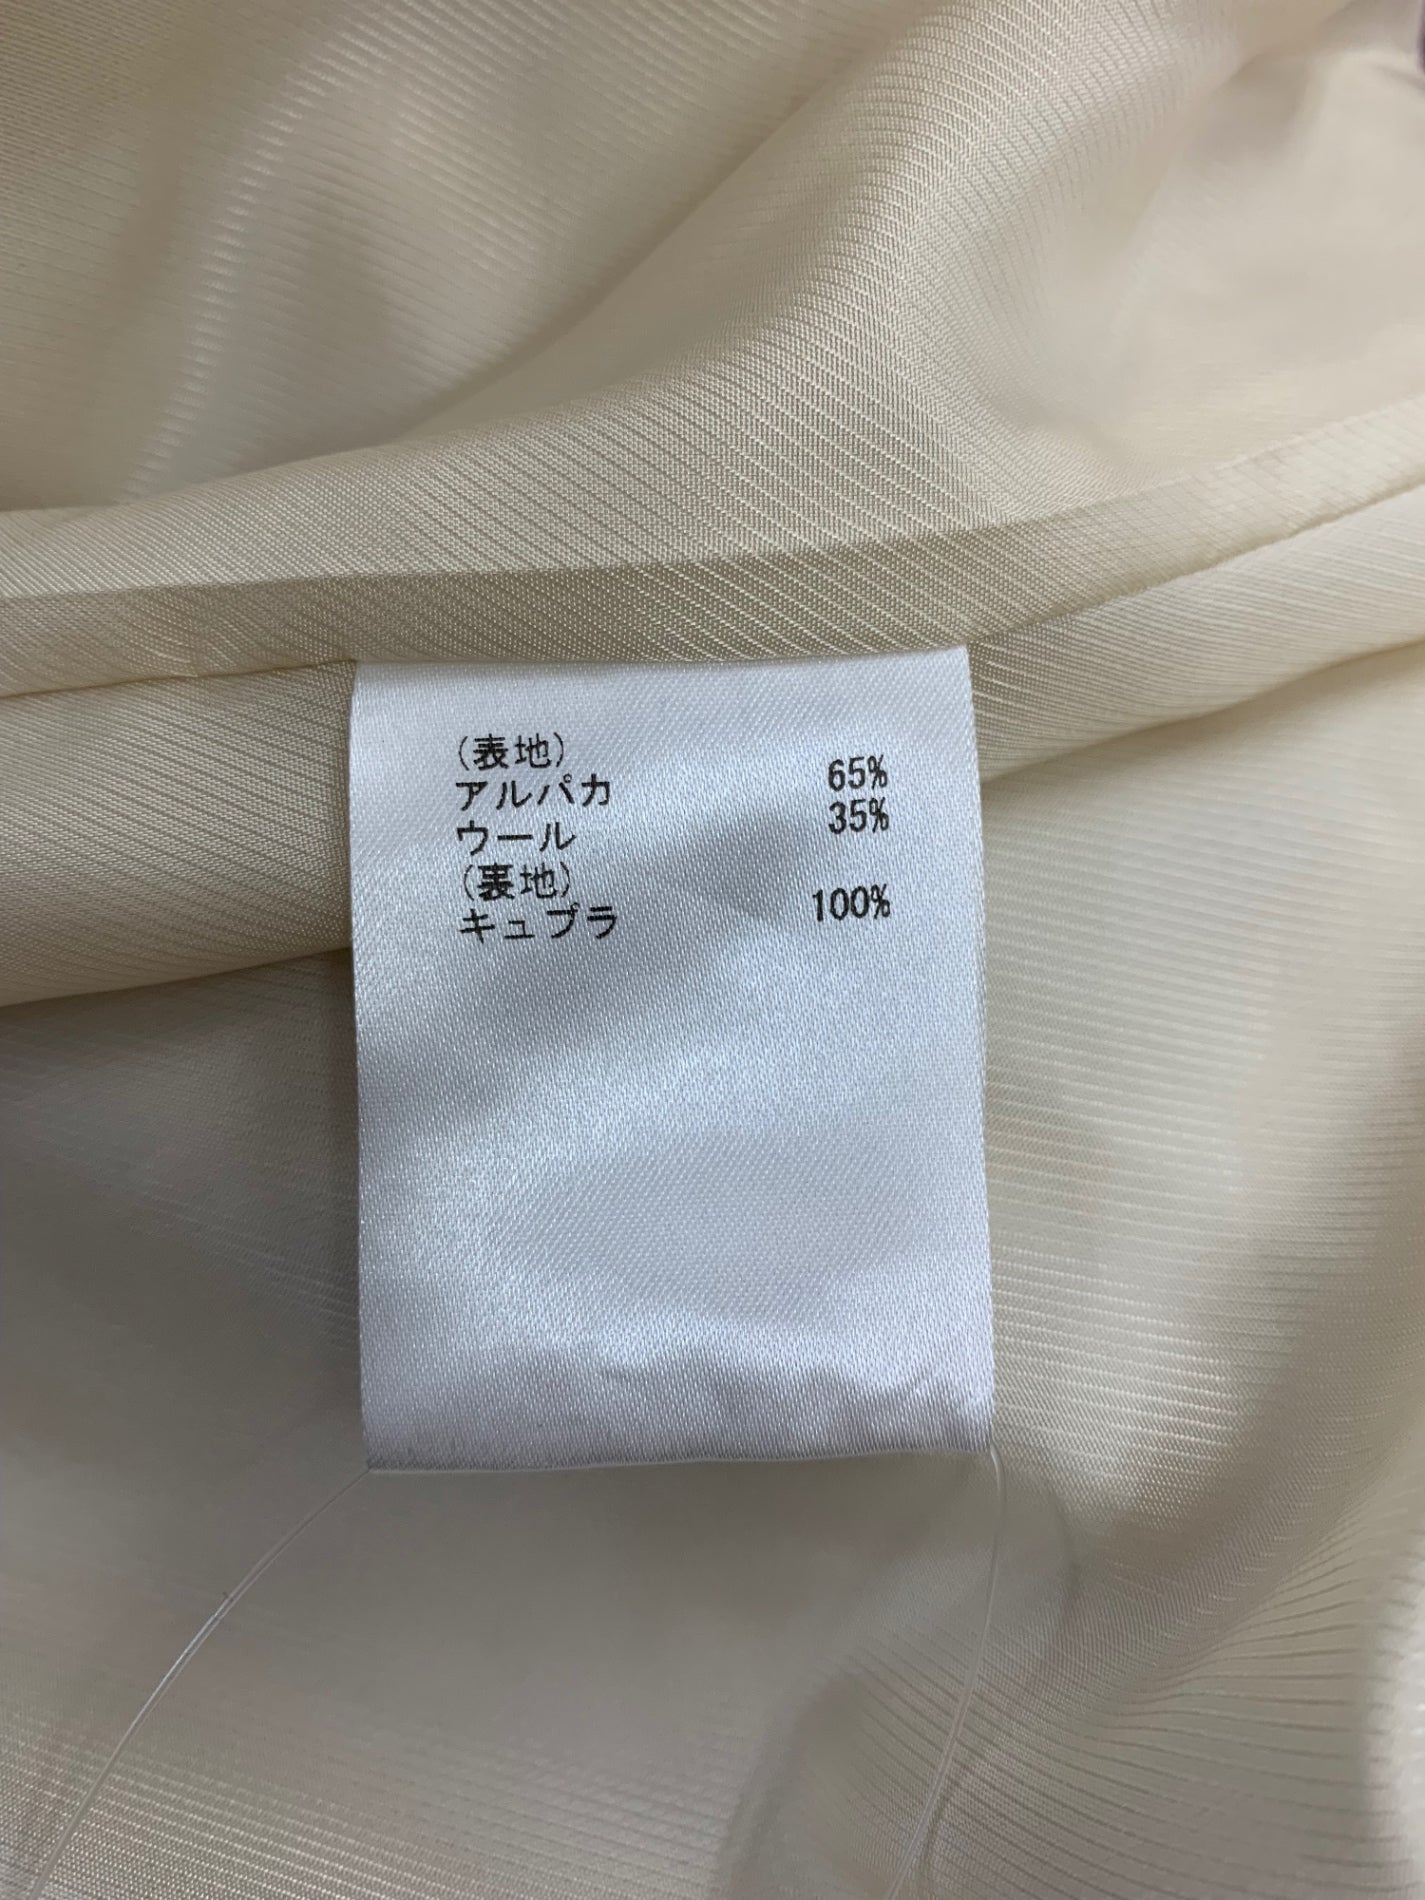 (表地)
アルパカ 65%
ウール 35%
(裏地)
キュプラ 100%